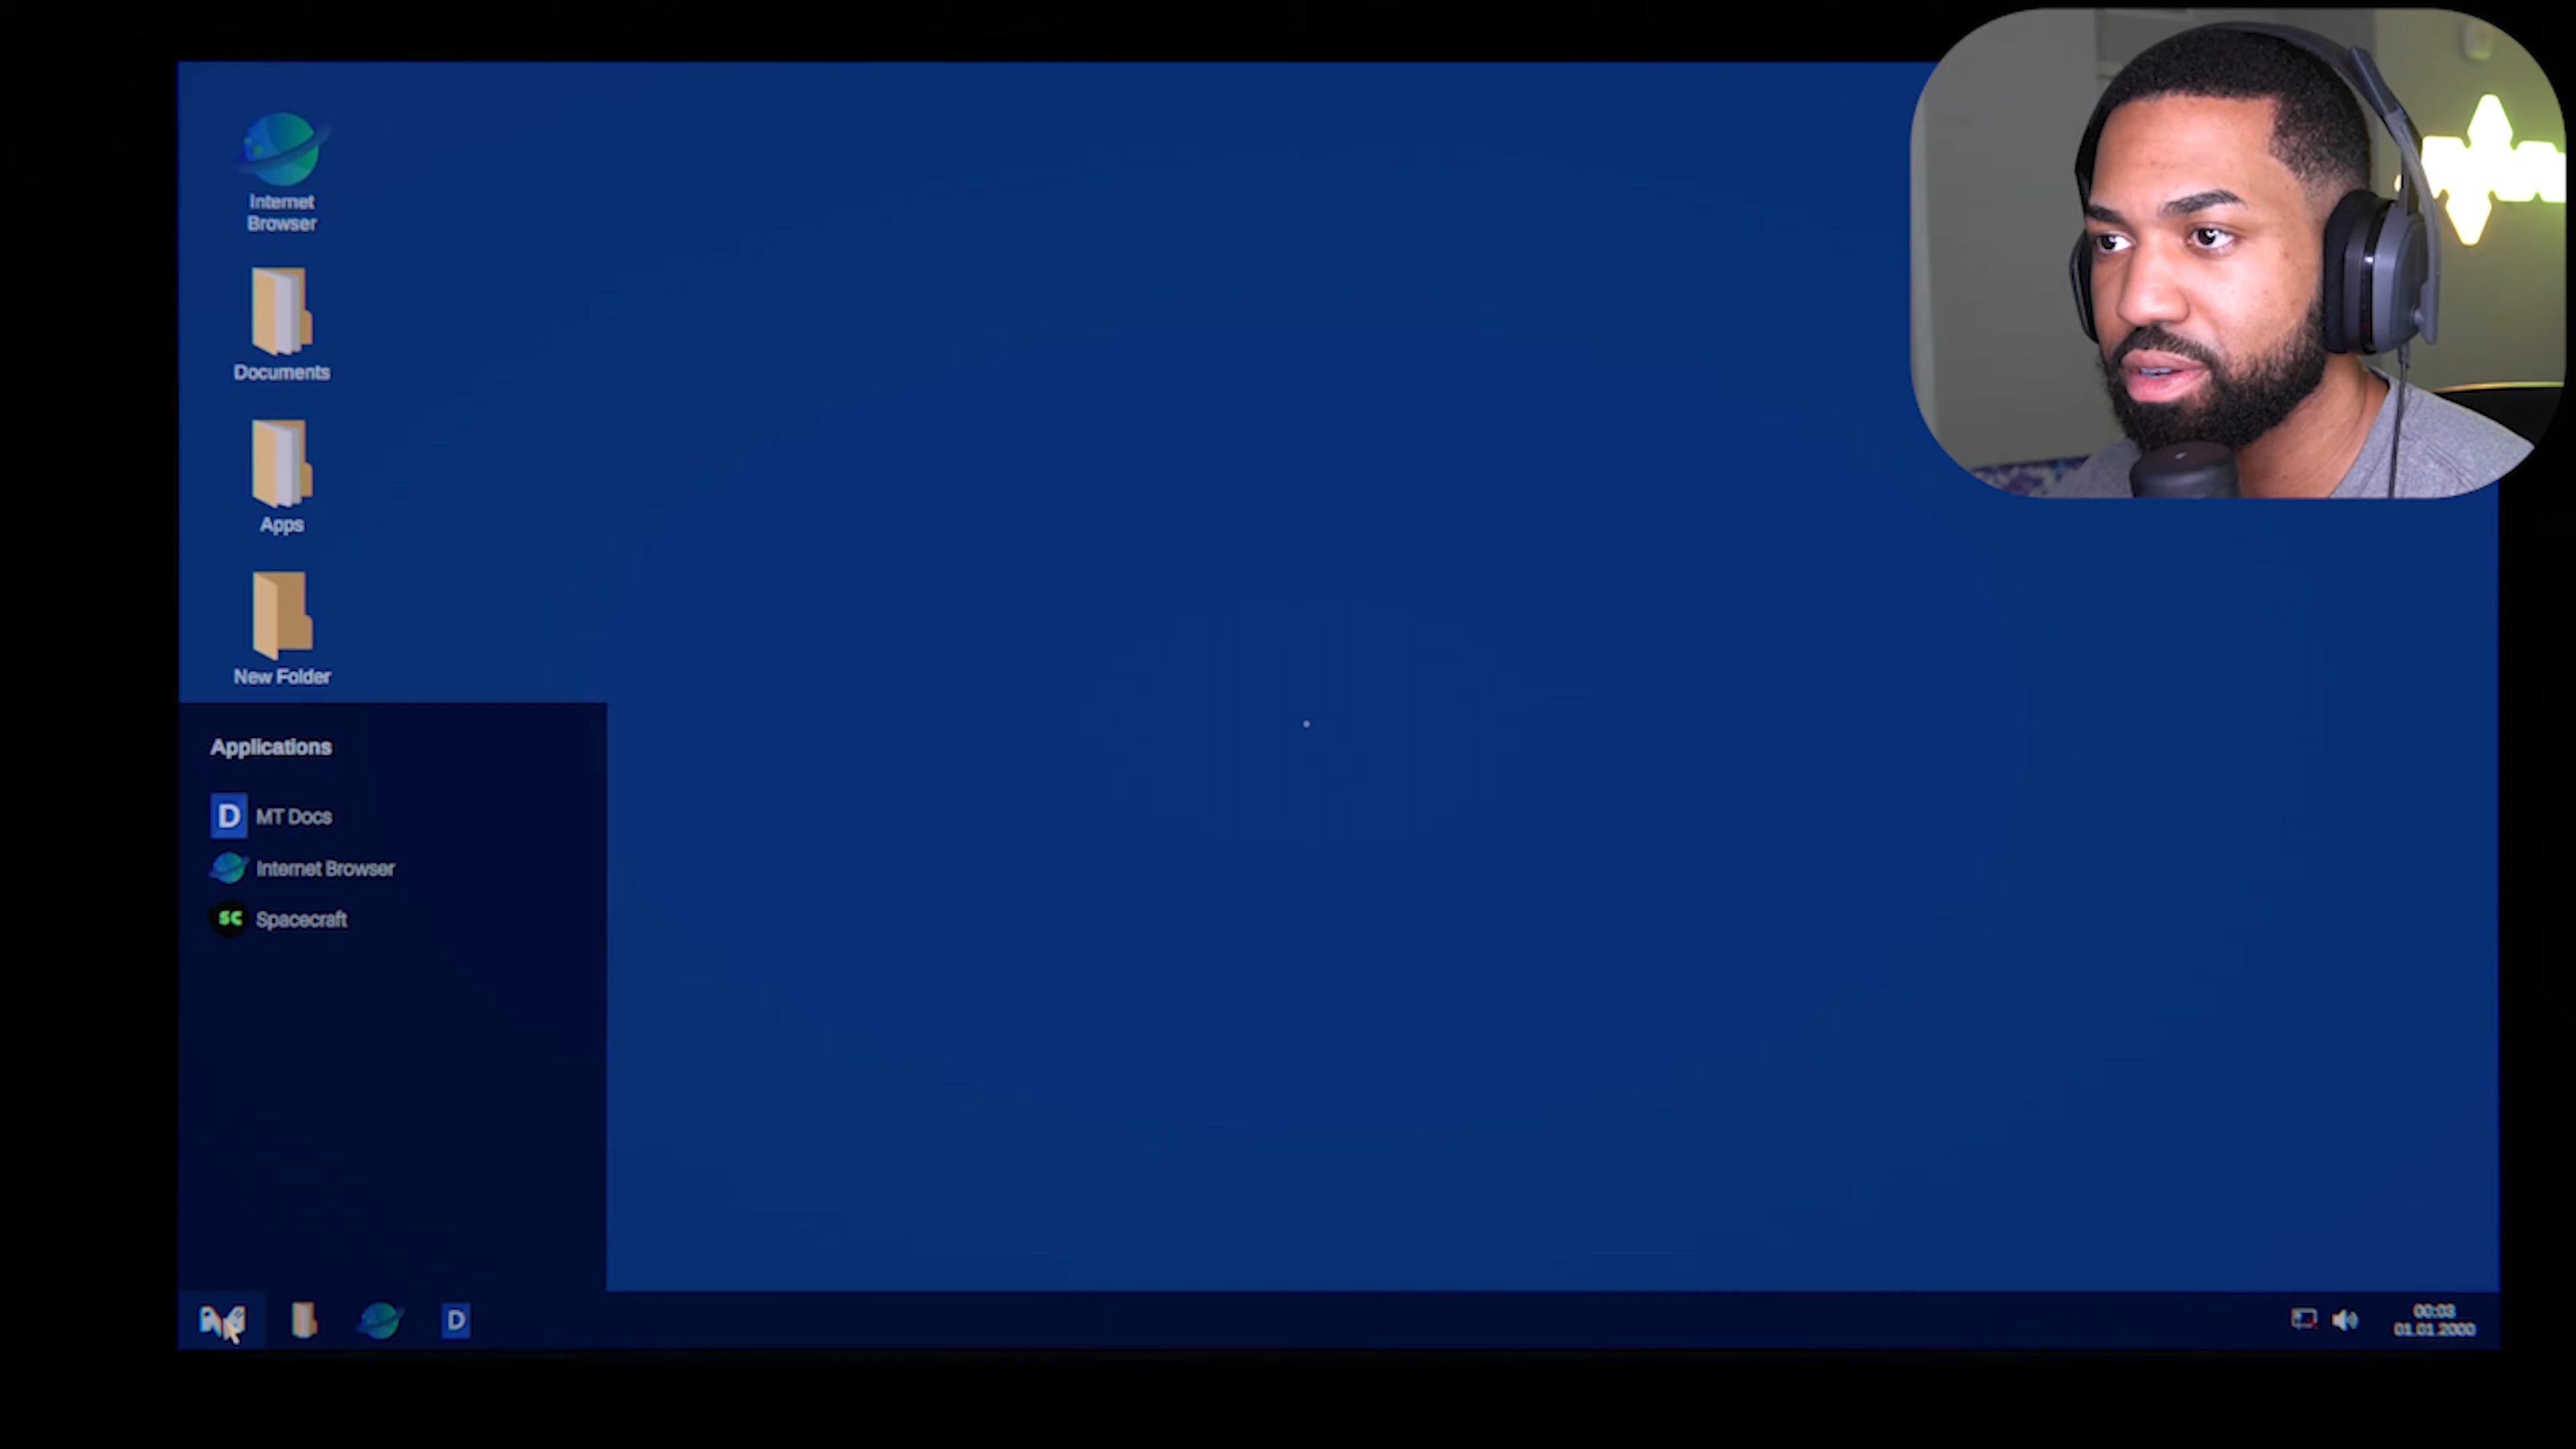 Internet
Browser
Documents
Apps
New Folder
Applications
D MT Docs
Internet Browser
SC Spacecraft
D
00:03
01.01.2000